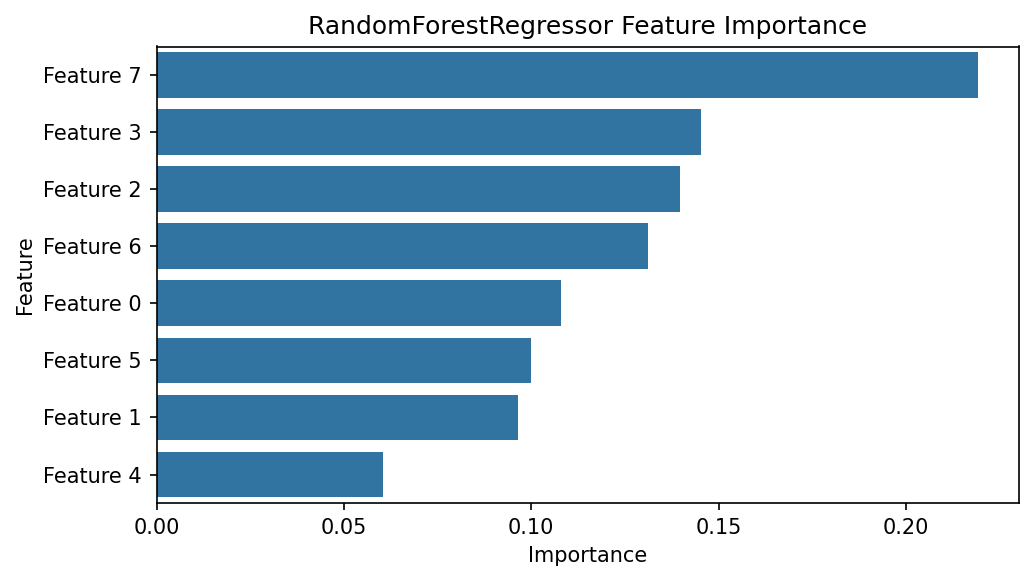 RandomForestRegressor Feature Importance
Feature 7
Feature 3
Feature 2
Feature 6
Feature 0
Feature 5
Feature 1
Feature 4
Feature
0.00 0.05 0.10 0.15 0.20
Importance